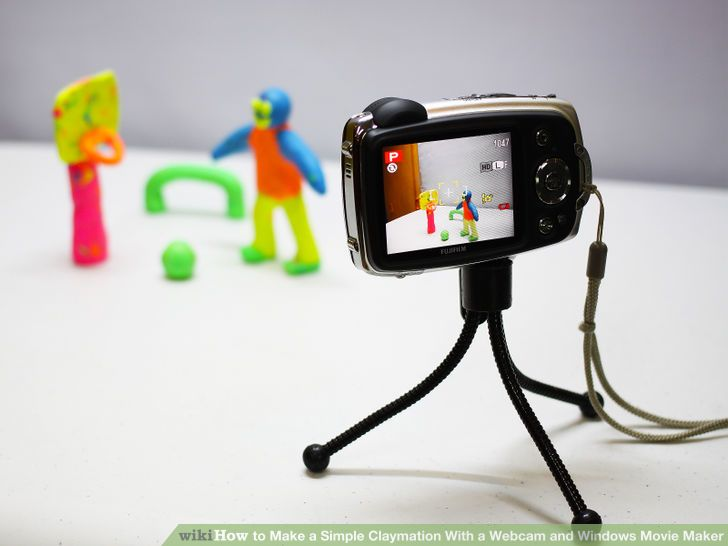 P
1047
HD L F
FUJIFILM
wikiHow to Make a Simple Claymation With a Webcam and Windows Movie Maker